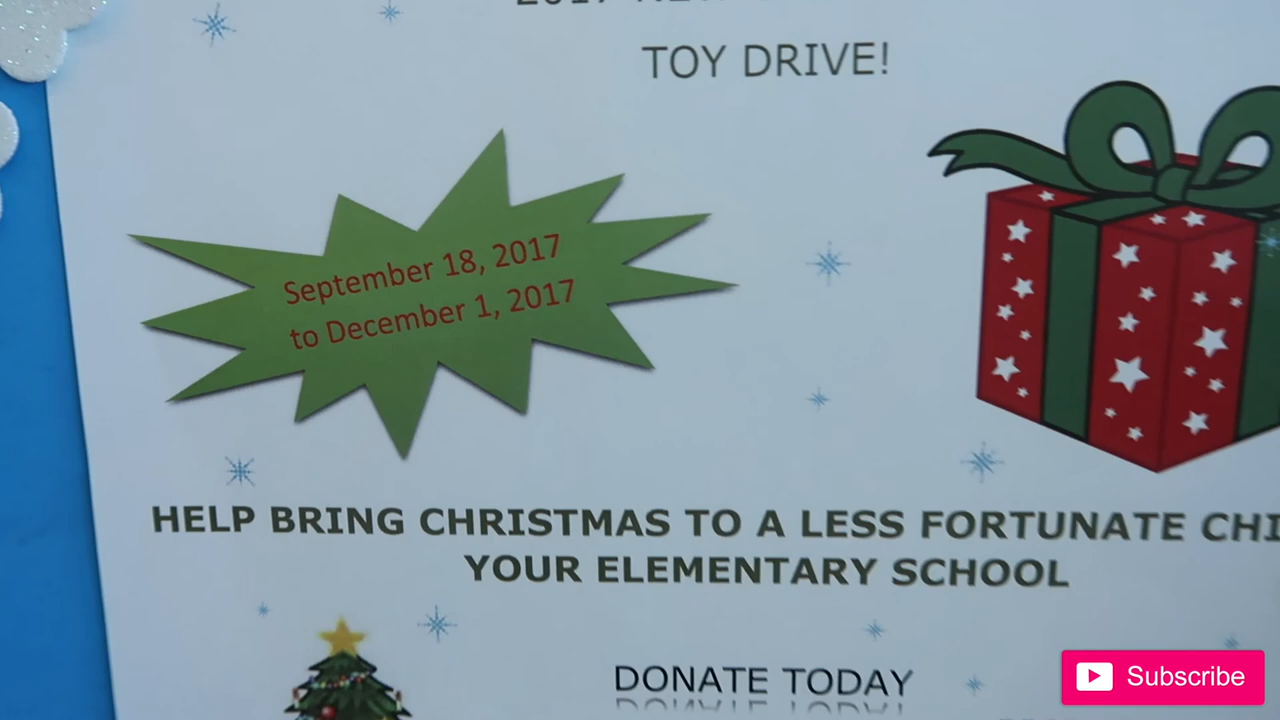 2017
TOY DRIVE!
September 18, 2017
to December 1, 2017
HELP BRING CHRISTMAS TO A LESS FORTUNATE
YOUR ELEMENTARY SCHOOL
DONATE TODAY
Subscribe